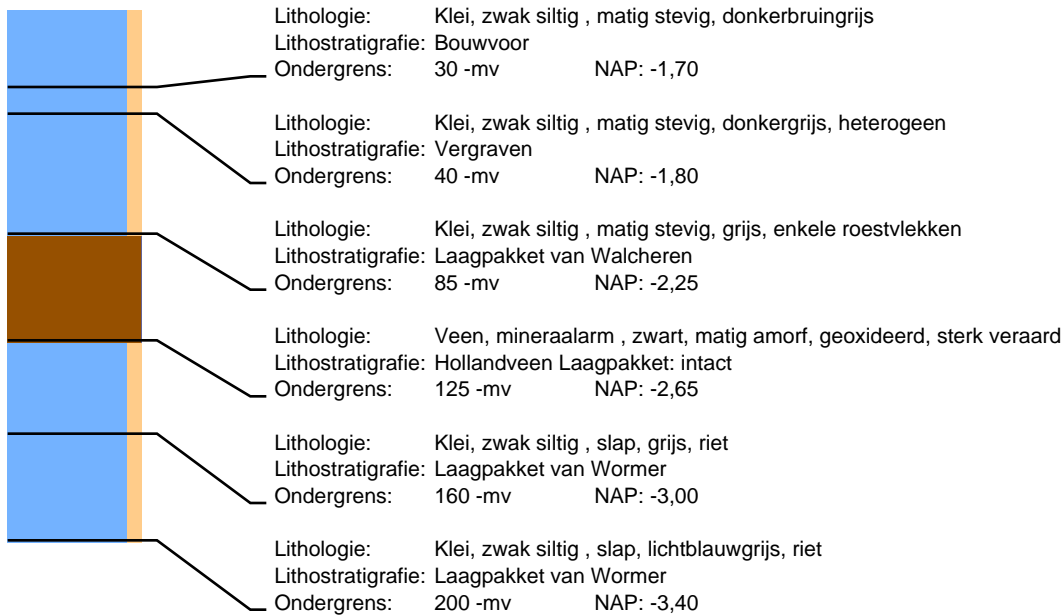 Lithologie: Klei, zwak siltig , matig stevig, donkerbruingrijs
Lithostratigrafie: Bouwvoor
Ondergrens: 30 -mv NAP: -1,70
Lithologie: Klei, zwak siltig , matig stevig, donkergrijs, heterogeen
Lithostratigrafie: Vergraven
Ondergrens: 40 -mv NAP: -1,80
Lithologie: Klei, zwak siltig , matig stevig, grijs, enkele roestvlekken
Lithostratigrafie: Laagpakket van Walcheren
Ondergrens: 85 -mv NAP: -2,25
Lithologie: Veen, mineraalarm , zwart, matig amorf, geoxideerd, sterk veraard
Lithostratigrafie: Hollandveen Laagpakket: intact
Ondergrens: 125 -mv NAP: -2,65
Lithologie: Klei, zwak siltig , slap, grijs, riet
Lithostratigrafie: Laagpakket van Wormer
Ondergrens: 160 -mv NAP: -3,00
Lithologie: Klei, zwak siltig , slap, lichtblauwgrijs, riet
Lithostratigrafie: Laagpakket van Wormer
Ondergrens: 200 -mv NAP: -3,40